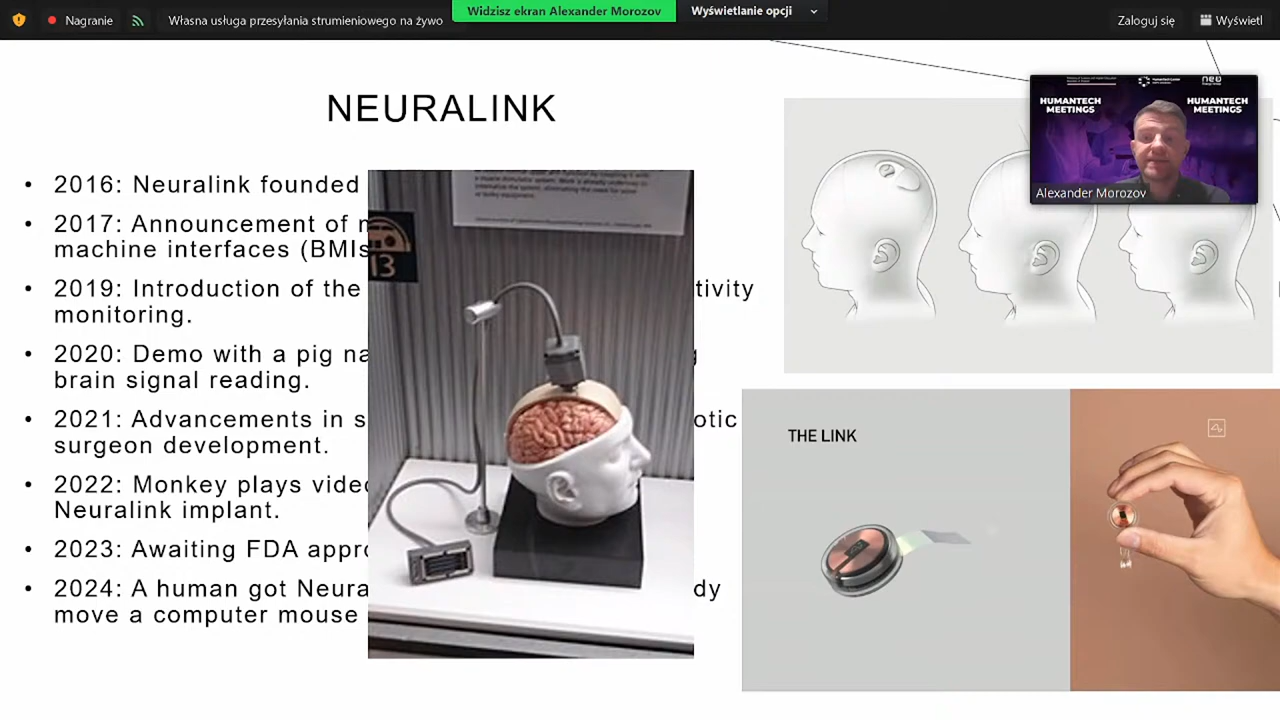 Nagranie
Własna usługa przesyłania strumieniowego na żywo
Widzisz ekran Alexander Morozov
Wyświetlanie opcji
Zaloguj się
Wyświetl
NEURALINK
• 2016: Neuralink founded
• 2017: Announcement of
machine interfaces (BMIs
• 2019: Introduction of the tivity
monitoring.
• 2020: Demo with a pig na g
brain signal reading.
• 2021: Advancements in s otic
surgeon development.
• 2022: Monkey plays video
Neuralink implant.
• 2023: Awaiting FDA appro
• 2024: A human got Neura dy
move a computer mouse
13
HUMANTECH
MEETINGS
HUMANTECH
MEETINGS
Alexander Morozov
THE LINK